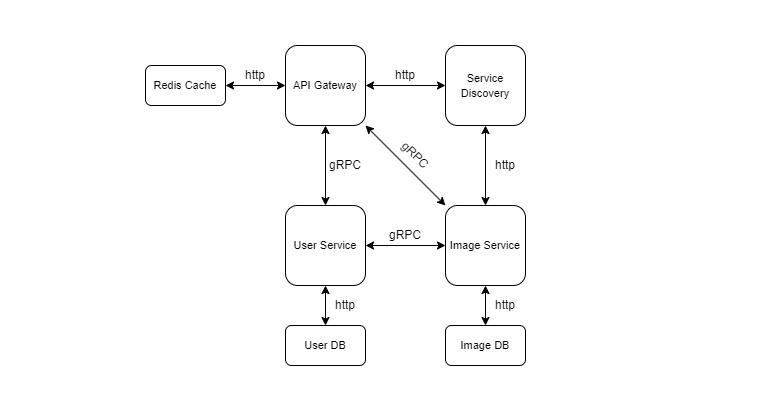 Redis Cache
http
API Gateway
http
Service
Discovery
gRPC
gRPC
http
User Service
gRPC
Image Service
http
http
User DB
Image DB